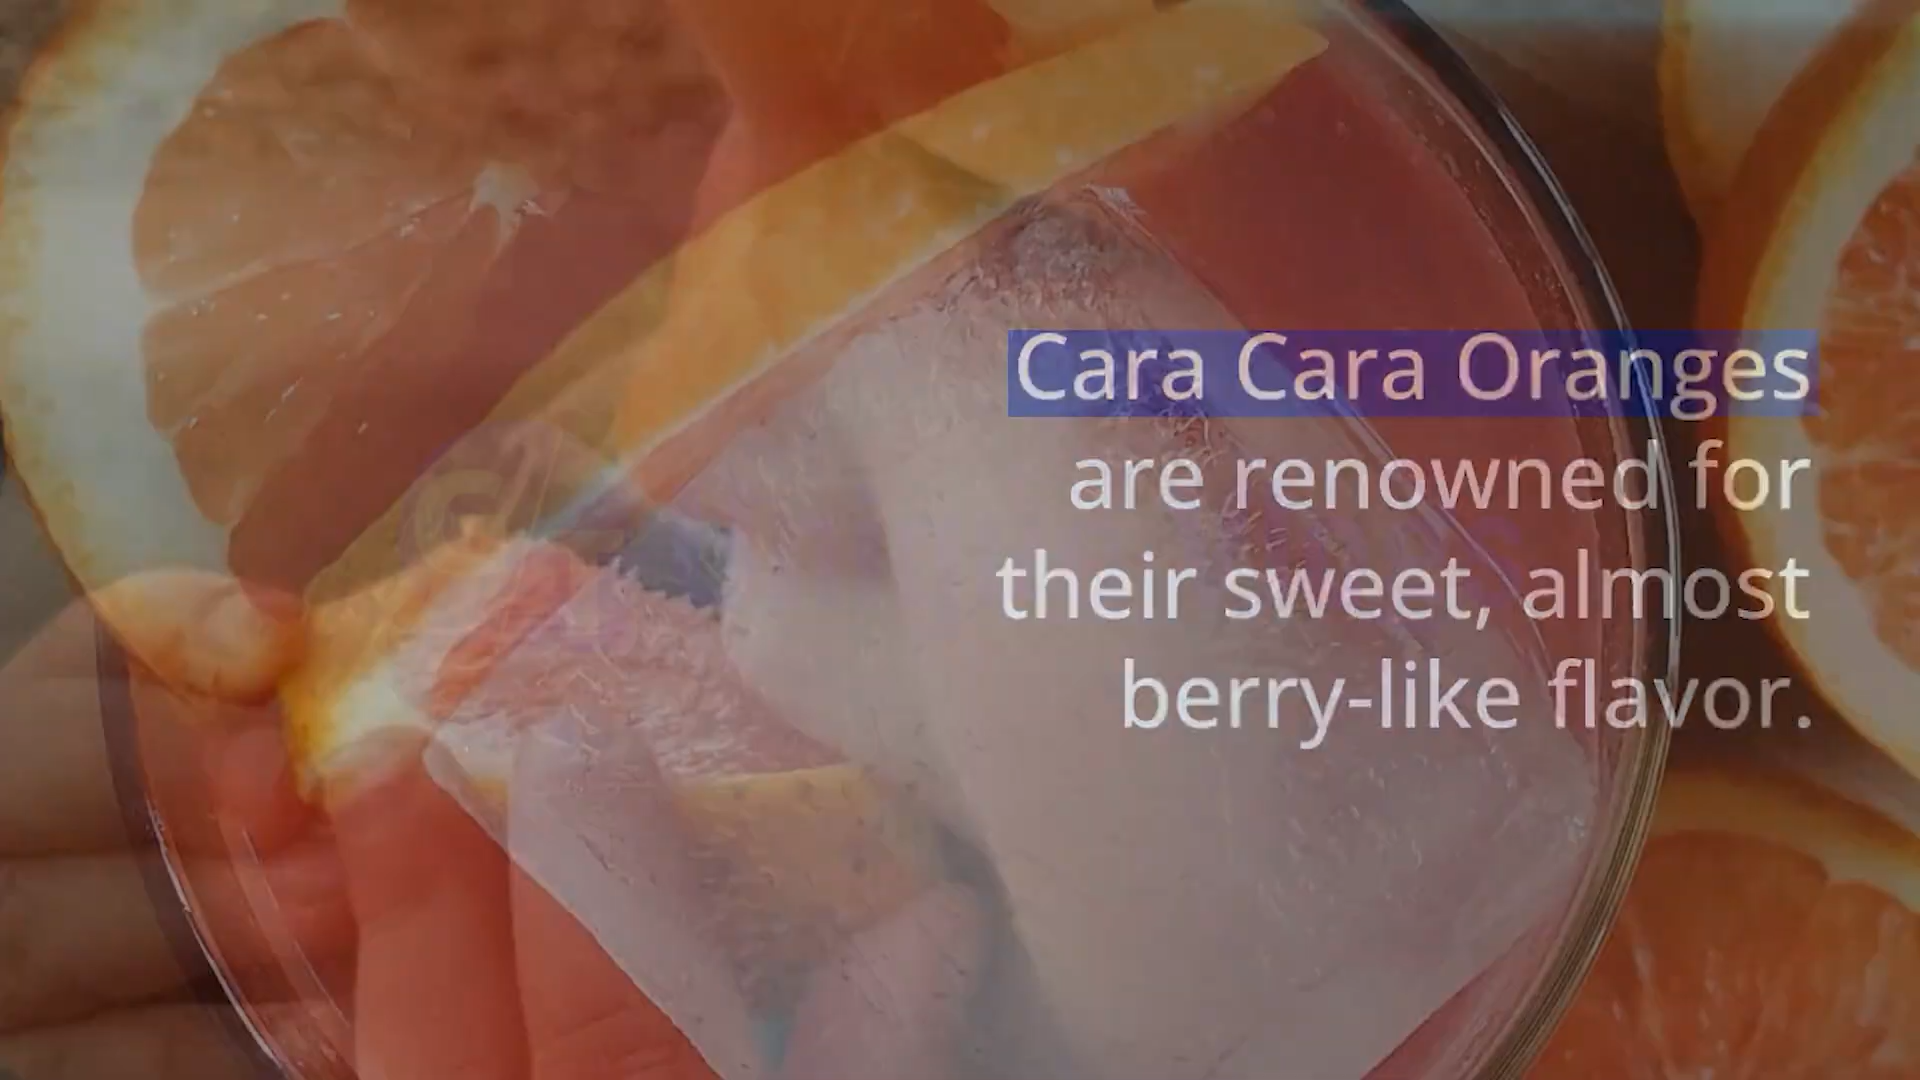 Cara Cara Oranges
are renowned for
their sweet, almost
berry-like flavor.